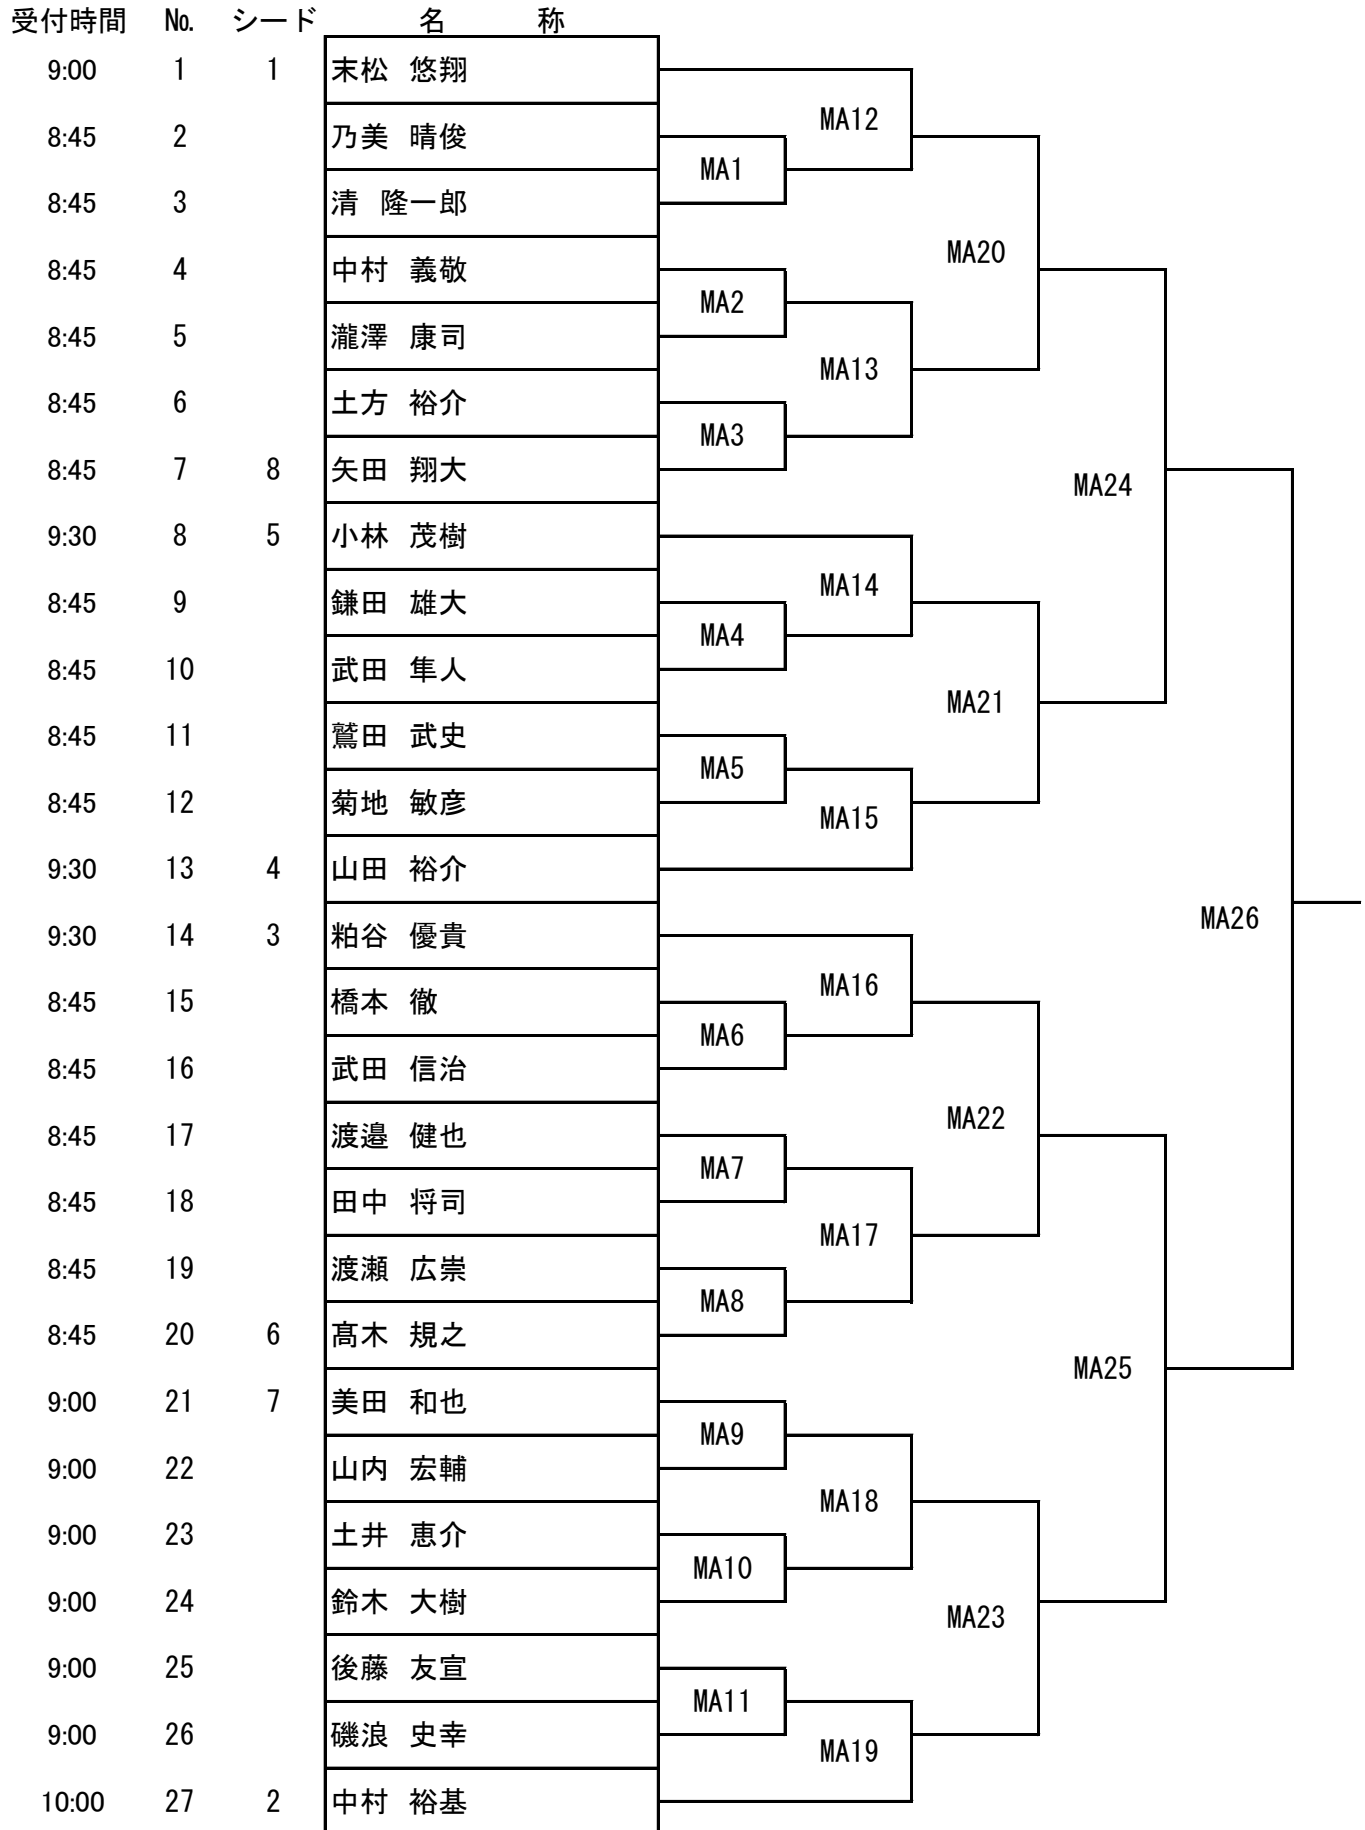 受付時間 No. シード 名 称
9:00 1 1 末松 悠翔
MA12
8:45 2 乃美 晴俊
MA1
8:45 3 清 隆一郎
MA20
8:45 4 中村 義敬
MA2
8:45 5 瀧澤 康司
MA13
8:45 6 土方 裕介
MA3
8:45 7 8 矢田 翔大
MA24
9:30 8 5 小林 茂樹
MA14
8:45 9 鎌田 雄大
MA4
8:45 10 武田 隼人
MA21
8:45 11 鷲田 武史
MA5
8:45 12 菊地 敏彦
MA15
9:30 13 4 山田 裕介
MA26
9:30 14 3 粕谷 優貴
MA16
8:45 15 橋本 徹
MA6
8:45 16 武田 信治
MA22
8:45 17 渡邉 健也
MA7
8:45 18 田中 将司
MA17
8:45 19 渡瀬 広崇
MA8
8:45 20 6 髙木 規之
MA25
9:00 21 7 美田 和也
MA9
9:00 22 山内 宏輔
MA18
9:00 23 土井 恵介
MA10
9:00 24 鈴木 大樹
MA23
9:00 25 後藤 友宣
MA11
9:00 26 磯浪 史幸
MA19
10:00 27 2 中村 裕基